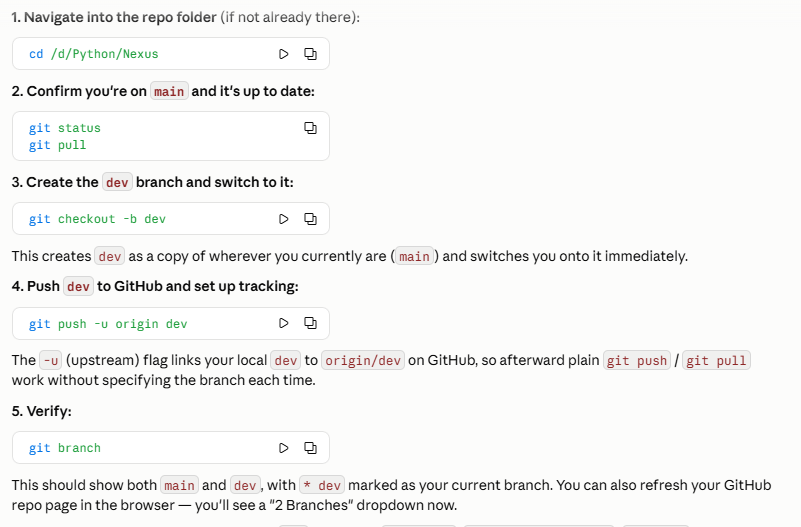 1. Navigate into the repo folder (if not already there):
cd /d/Python/Nexus
2. Confirm you're on main and it's up to date:
git status
git pull
3. Create the dev branch and switch to it:
git checkout -b dev
This creates dev as a copy of wherever you currently are (main) and switches you onto it immediately.
4. Push dev to GitHub and set up tracking:
git push -u origin dev
The -u (upstream) flag links your local dev to origin/dev on GitHub, so afterward plain git push / git pull
work without specifying the branch each time.
5. Verify:
git branch
This should show both main and dev, with * dev marked as your current branch. You can also refresh your GitHub
repo page in the browser — you'll see a "2 Branches" dropdown now.